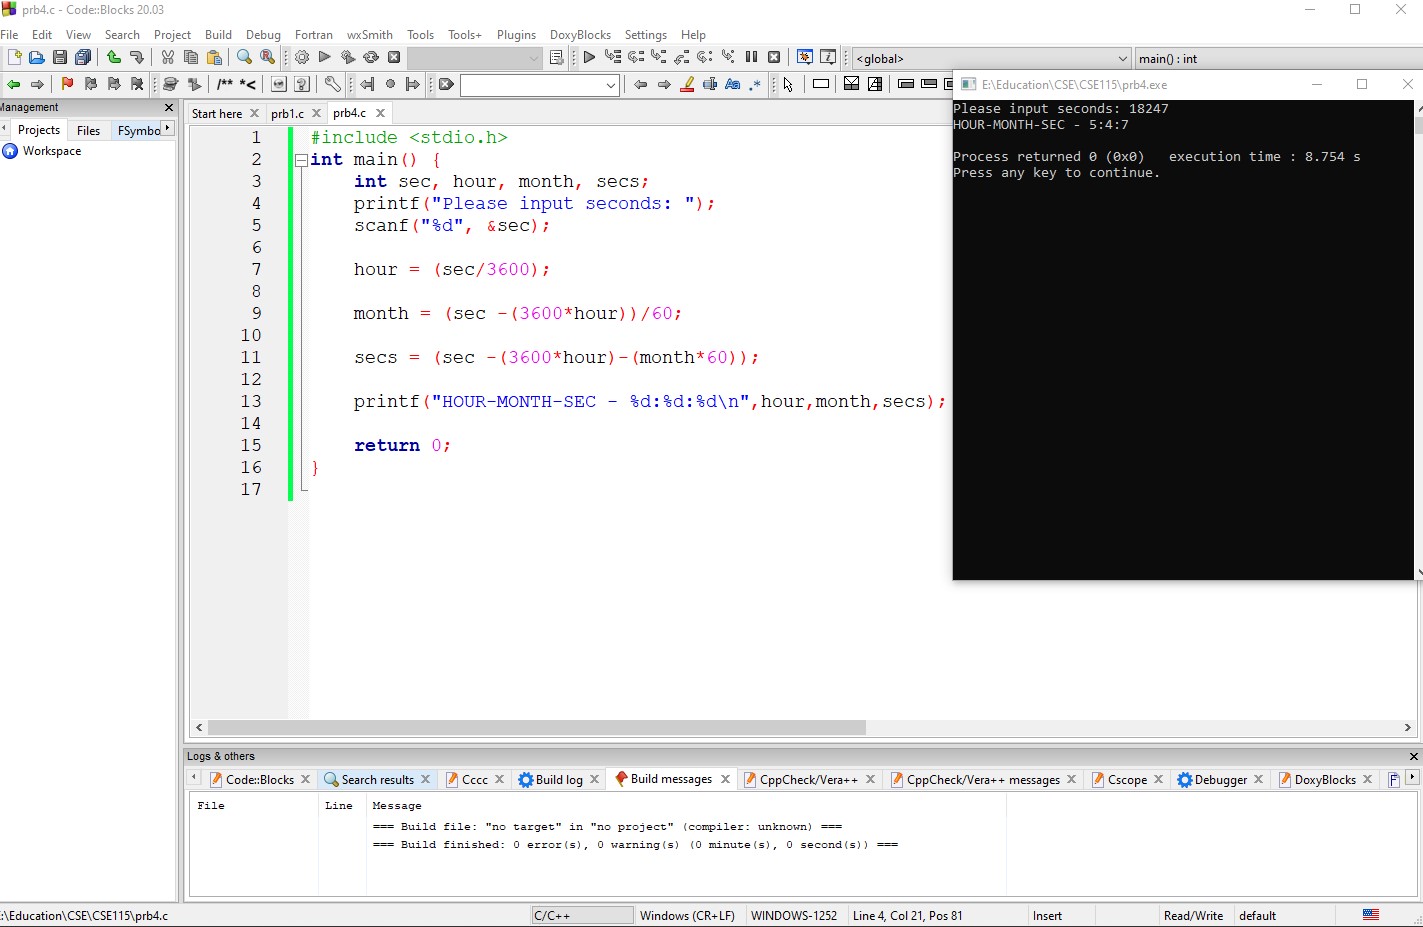 prb4.c - Code::Blocks 20.03
File Edit View Search Project Build Debug Fortran wxSmith Tools Tools+ Plugins DoxyBlocks Settings Help
<global>
main() : int
/** *<
Aa .*
Management
Projects Files FSymbo
Workspace
Start here prb1.c prb4.c
1 #include <stdio.h>
2 int main() {
3 int sec, hour, month, secs;
4 printf("Please input seconds: ");
5 scanf("%d", &sec);
6
7 hour = (sec/3600);
8
9 month = (sec -(3600*hour))/60;
10
11 secs = (sec -(3600*hour)-(month*60));
12
13 printf("HOUR-MONTH-SEC - %d:%d:%d\n",hour,month,secs);
14
15 return 0;
16 }
17
E:\Education\CSE\CSE115\prb4.exe
Please input seconds: 18247
HOUR-MONTH-SEC - 5:4:7
Process returned 0 (0x0) execution time : 8.754 s
Press any key to continue.
Logs & others
Code::Blocks Search results Cccc Build log Build messages CppCheck/Vera++ CppCheck/Vera++ messages Cscope Debugger DoxyBlocks F
File Line Message
=== Build file: "no target" in "no project" (compiler: unknown) ===
=== Build finished: 0 error(s), 0 warning(s) (0 minute(s), 0 second(s)) ===
:\Education\CSE\CSE115\prb4.c C/C++ Windows (CR+LF) WINDOWS-1252 Line 4, Col 21, Pos 81 Insert Read/Write default